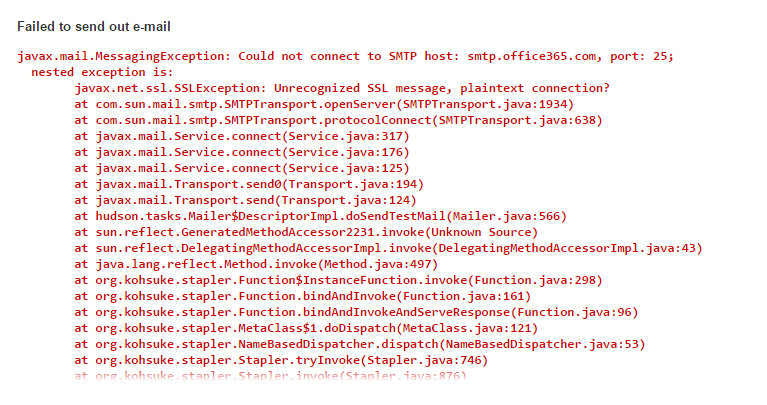 Failed to send out e-mail
javax.mail.MessagingException: Could not connect to SMTP host: smtp.office365.com, port: 25;
nested exception is:
javax.net.ssl.SSLException: Unrecognized SSL message, plaintext connection?
at com.sun.mail.smtp.SMTPTransport.openServer(SMTPTransport.java:1934)
at com.sun.mail.smtp.SMTPTransport.protocolConnect(SMTPTransport.java:638)
at javax.mail.Service.connect(Service.java:317)
at javax.mail.Service.connect(Service.java:176)
at javax.mail.Service.connect(Service.java:125)
at javax.mail.Transport.send0(Transport.java:194)
at javax.mail.Transport.send(Transport.java:124)
at hudson.tasks.Mailer$DescriptorImpl.doSendTestMail(Mailer.java:566)
at sun.reflect.GeneratedMethodAccessor2231.invoke(Unknown Source)
at sun.reflect.DelegatingMethodAccessorImpl.invoke(DelegatingMethodAccessorImpl.java:43)
at java.lang.reflect.Method.invoke(Method.java:497)
at org.kohsuke.stapler.Function$InstanceFunction.invoke(Function.java:298)
at org.kohsuke.stapler.Function.bindAndInvoke(Function.java:161)
at org.kohsuke.stapler.Function.bindAndInvokeAndServeResponse(Function.java:96)
at org.kohsuke.stapler.MetaClass$1.doDispatch(MetaClass.java:121)
at org.kohsuke.stapler.NameBasedDispatcher.dispatch(NameBasedDispatcher.java:53)
at org.kohsuke.stapler.Stapler.tryInvoke(Stapler.java:746)
at org.kohsuke.stapler.Stapler.invoke(Stapler.java:876)